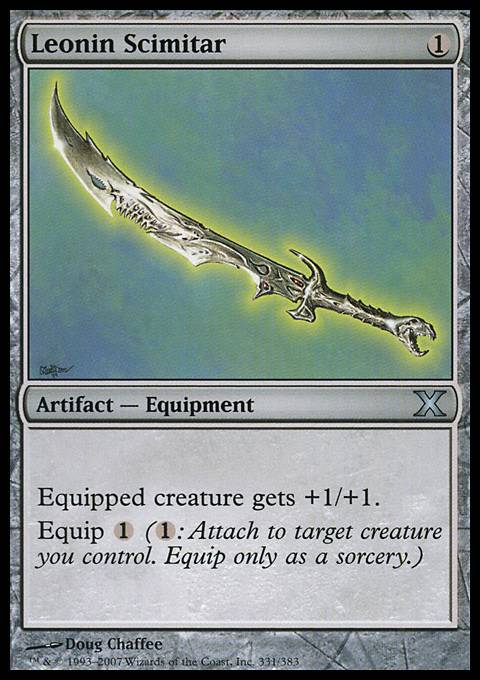 Leonin Scimitar 1
Artifact — Equipment X
Equipped creature gets +1/+1.
Equip 1 (1: Attach to target creature
you control. Equip only as a sorcery.)
Doug Chaffee
™ & © 1993–2007 Wizards of the Coast, Inc. 331/383